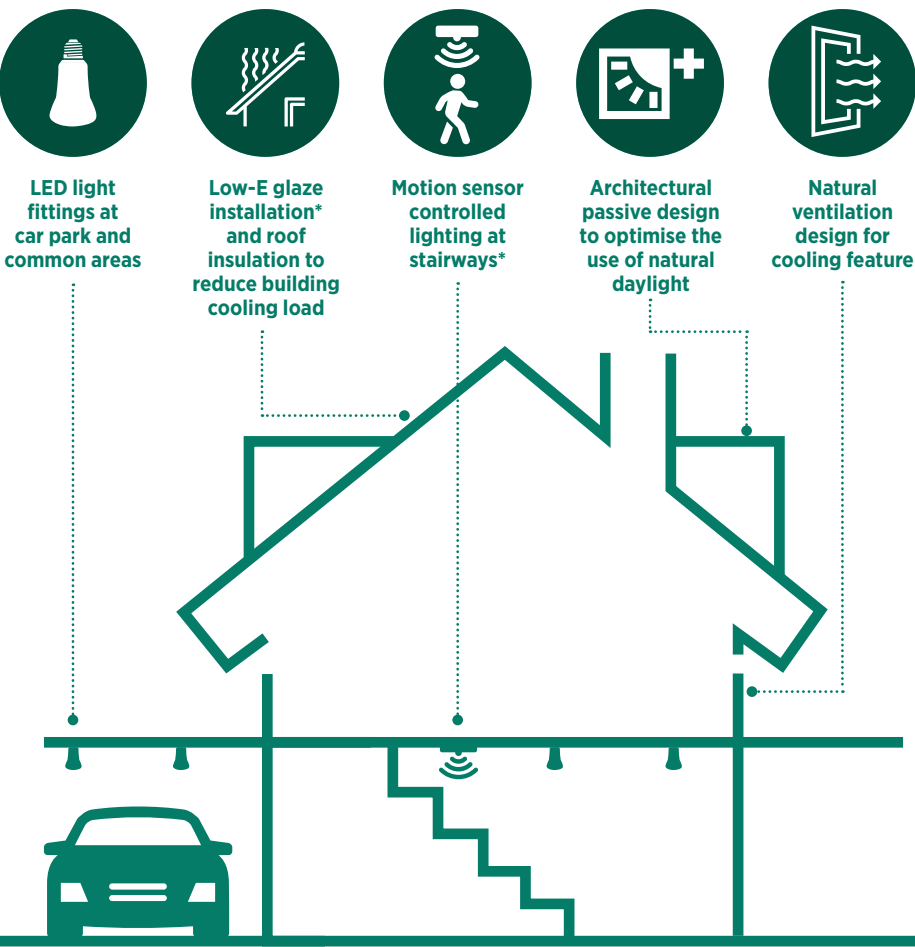 LED light
fittings at
car park and
common areas
Low-E glaze
installation*
and roof
insulation to
reduce building
cooling load
Motion sensor
controlled
lighting at
stairways*
Architectural
passive design
to optimise the
use of natural
daylight
Natural
ventilation
design for
cooling feature